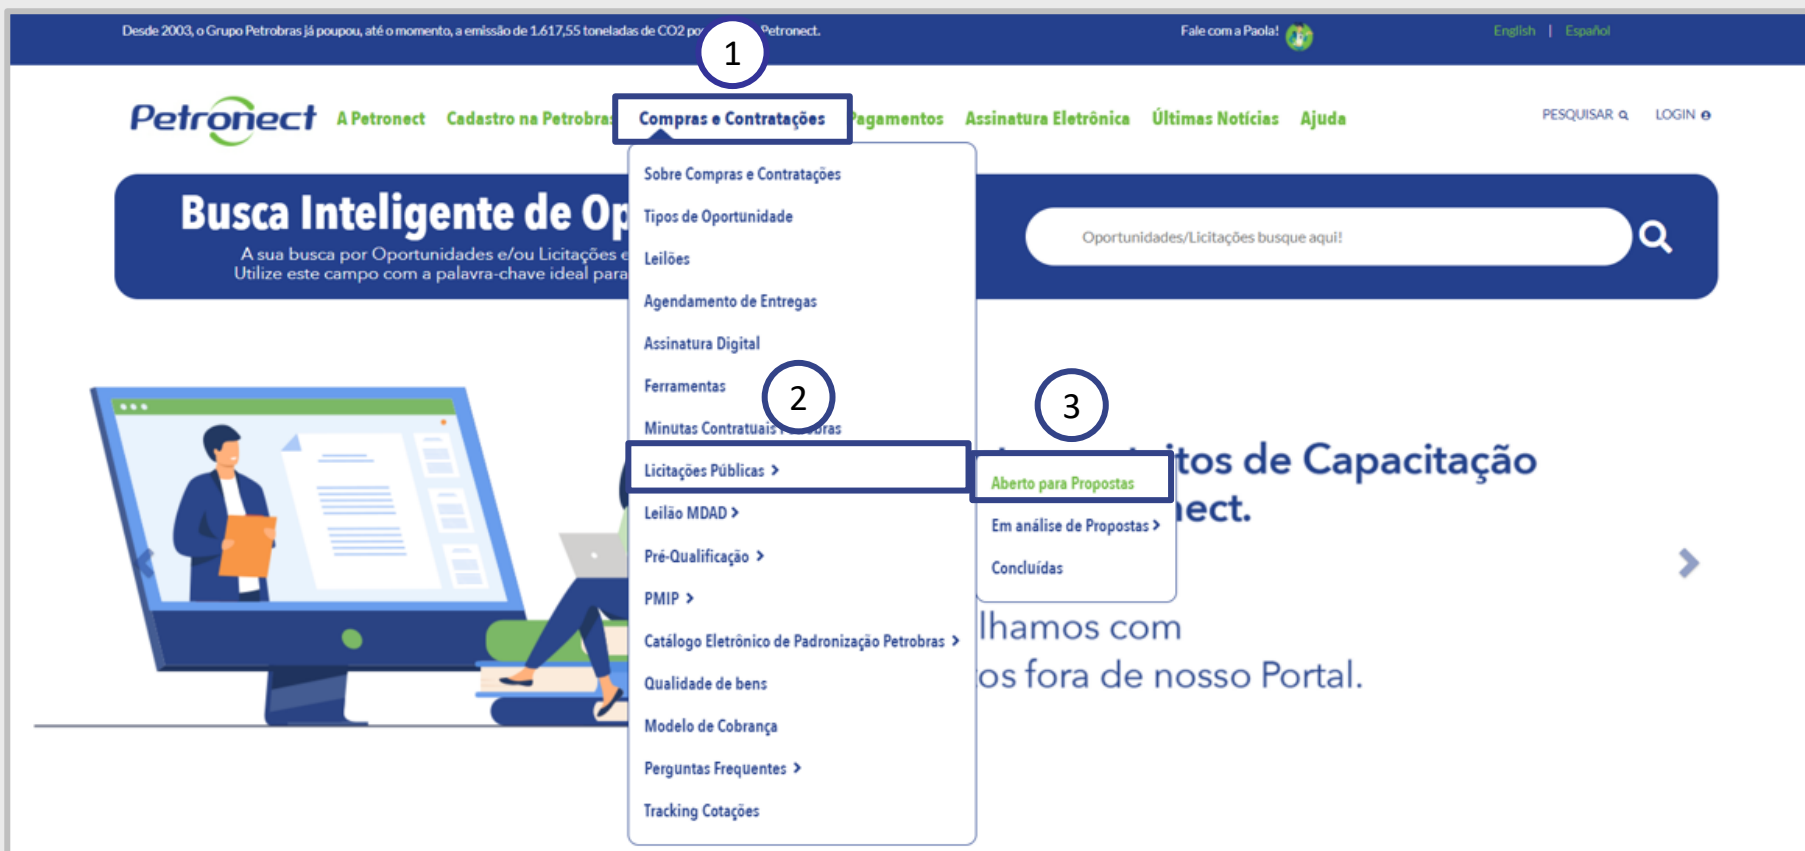 Desde 2003, o Grupo Petrobras já poupou, até o momento, a emissão de 1.617,55 toneladas de CO2 Petronect.
Fale com a Paola!
English | Español
1
Petronect
A Petronect
Cadastro na Petrobras
Compras e Contratações
Pagamentos
Assinatura Eletrônica
Últimas Notícias
Ajuda
PESQUISAR
LOGIN
Busca Inteligente de Op
A sua busca por Oportunidades e/ou Licitações e
Utilize este campo com a palavra-chave ideal para
Oportunidades/Licitações busque aqui!
Sobre Compras e Contratações
Tipos de Oportunidade
Leilões
Agendamento de Entregas
Assinatura Digital
Ferramentas
2
Minutas Contratuais Petrobras
Licitações Públicas >
Leilão MDAD >
Pré-Qualificação >
PMIP >
Catálogo Eletrônico de Padronização Petrobras >
Qualidade de bens
Modelo de Cobrança
Perguntas Frequentes >
Tracking Cotações
3
Aberto para Propostas
Em análise de Propostas >
Concluídas
itos de Capacitação
nect.
lhamos com
os fora de nosso Portal.